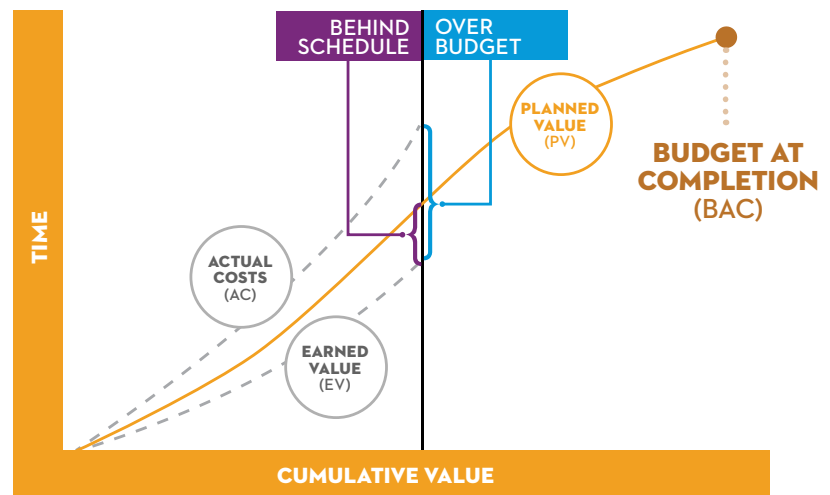 BEHIND
SCHEDULE
OVER
BUDGET
PLANNED
VALUE
(PV)
BUDGET AT
COMPLETION
(BAC)
TIME
ACTUAL
COSTS
(AC)
EARNED
VALUE
(EV)
CUMULATIVE VALUE